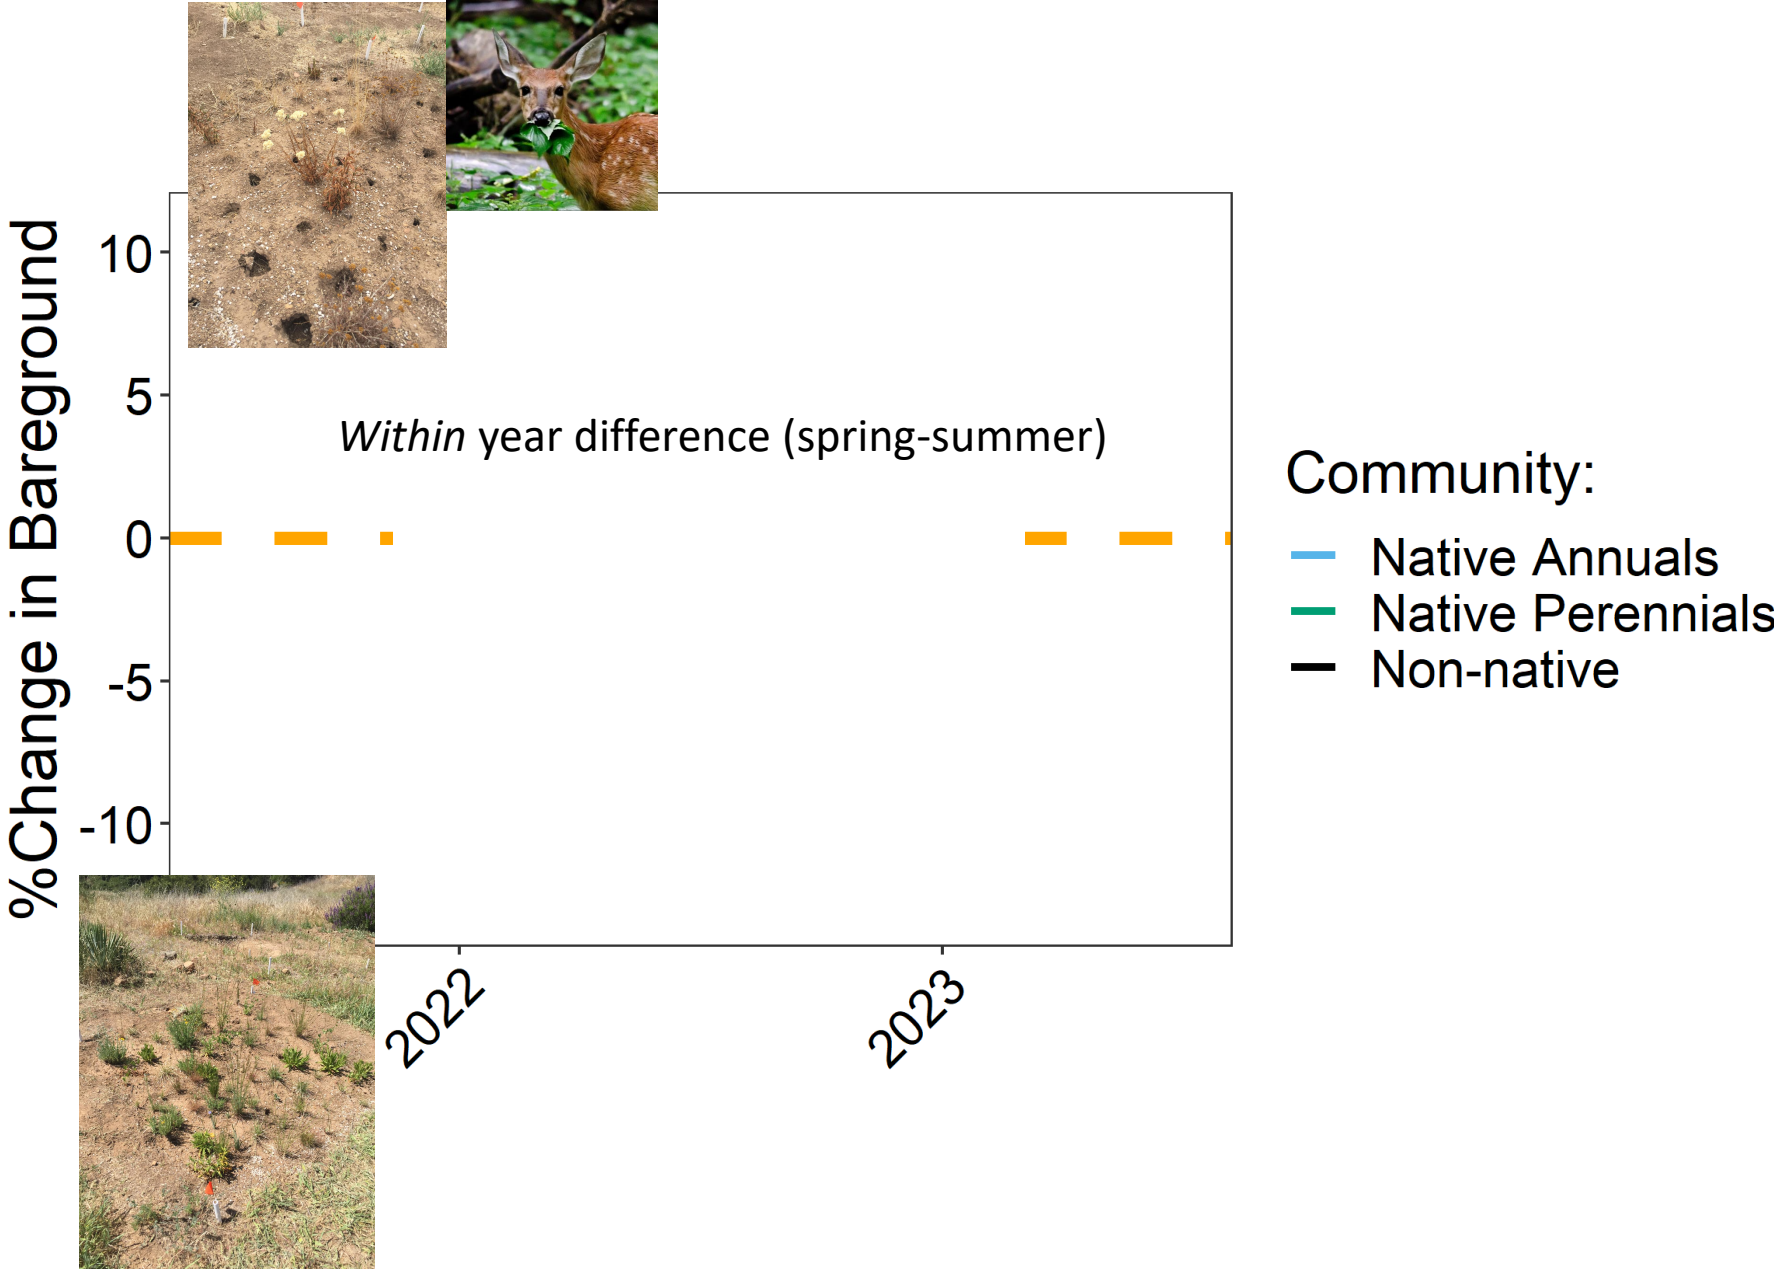 %Change in Bareground
10
5
0
-5
-10
Within year difference (spring-summer)
2022
2023
Community:
Native Annuals
Native Perennials
Non-native